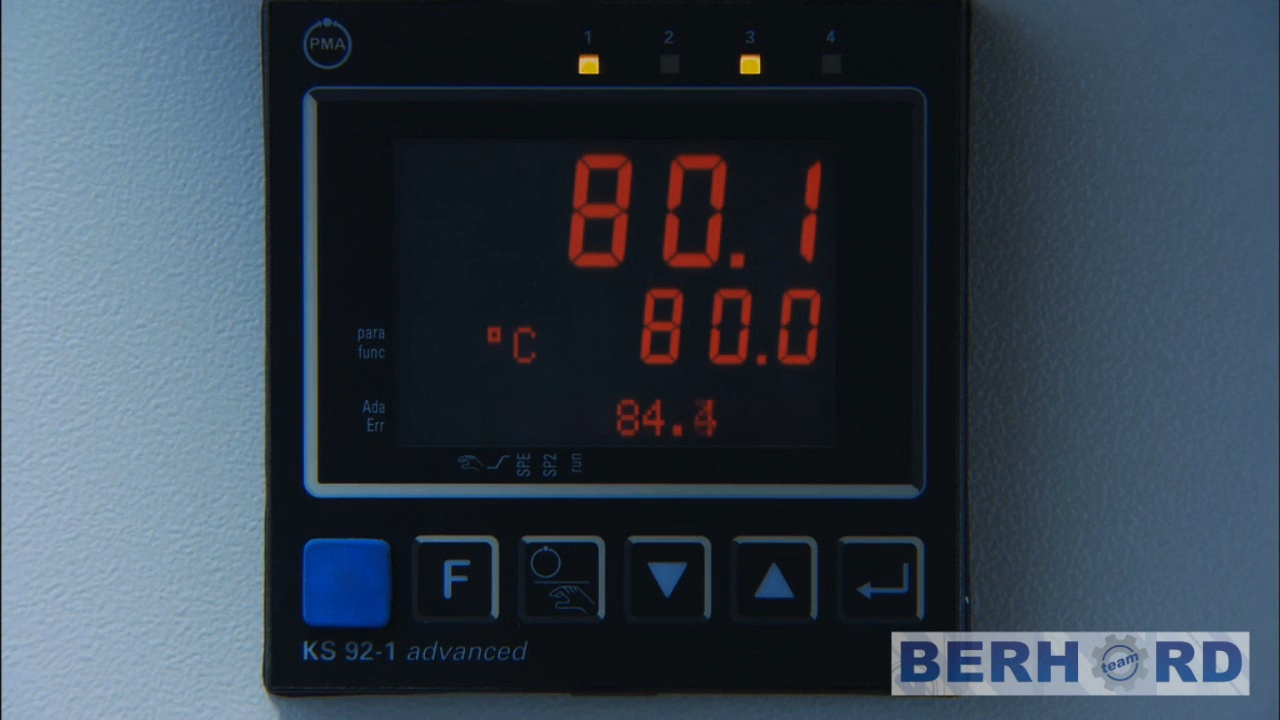 PMA
1 2 3 4
80.1
para
func
°C 80.0
Ada
Err
84.4
SPE SP2 run
F
KS 92-1 advanced
BERH team RD